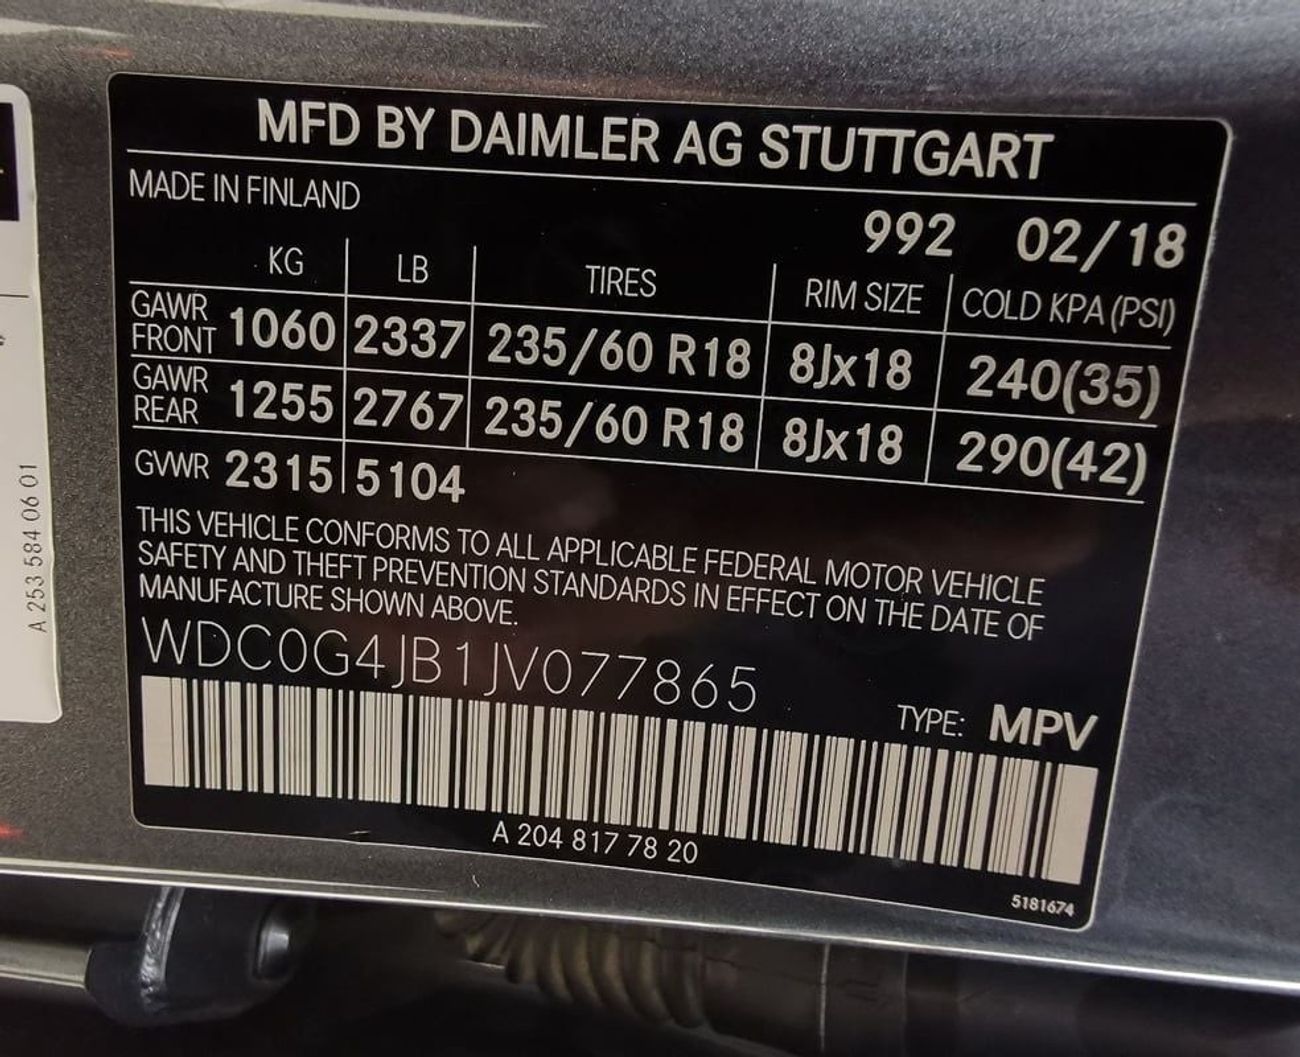 MFD BY DAIMLER AG STUTTGART
MADE IN FINLAND
992 02/18
KG LB TIRES RIM SIZE COLD KPA (PSI)
GAWR FRONT 1060 2337 235/60 R18 8Jx18 240(35)
GAWR REAR 1255 2767 235/60 R18 8Jx18 290(42)
GVWR 2315 5104
THIS VEHICLE CONFORMS TO ALL APPLICABLE FEDERAL MOTOR VEHICLE
SAFETY AND THEFT PREVENTION STANDARDS IN EFFECT ON THE DATE OF
MANUFACTURE SHOWN ABOVE.
WDC0G4JB1JV077865
TYPE: MPV
A 204 817 78 20
5181674
A 253 584 06 01